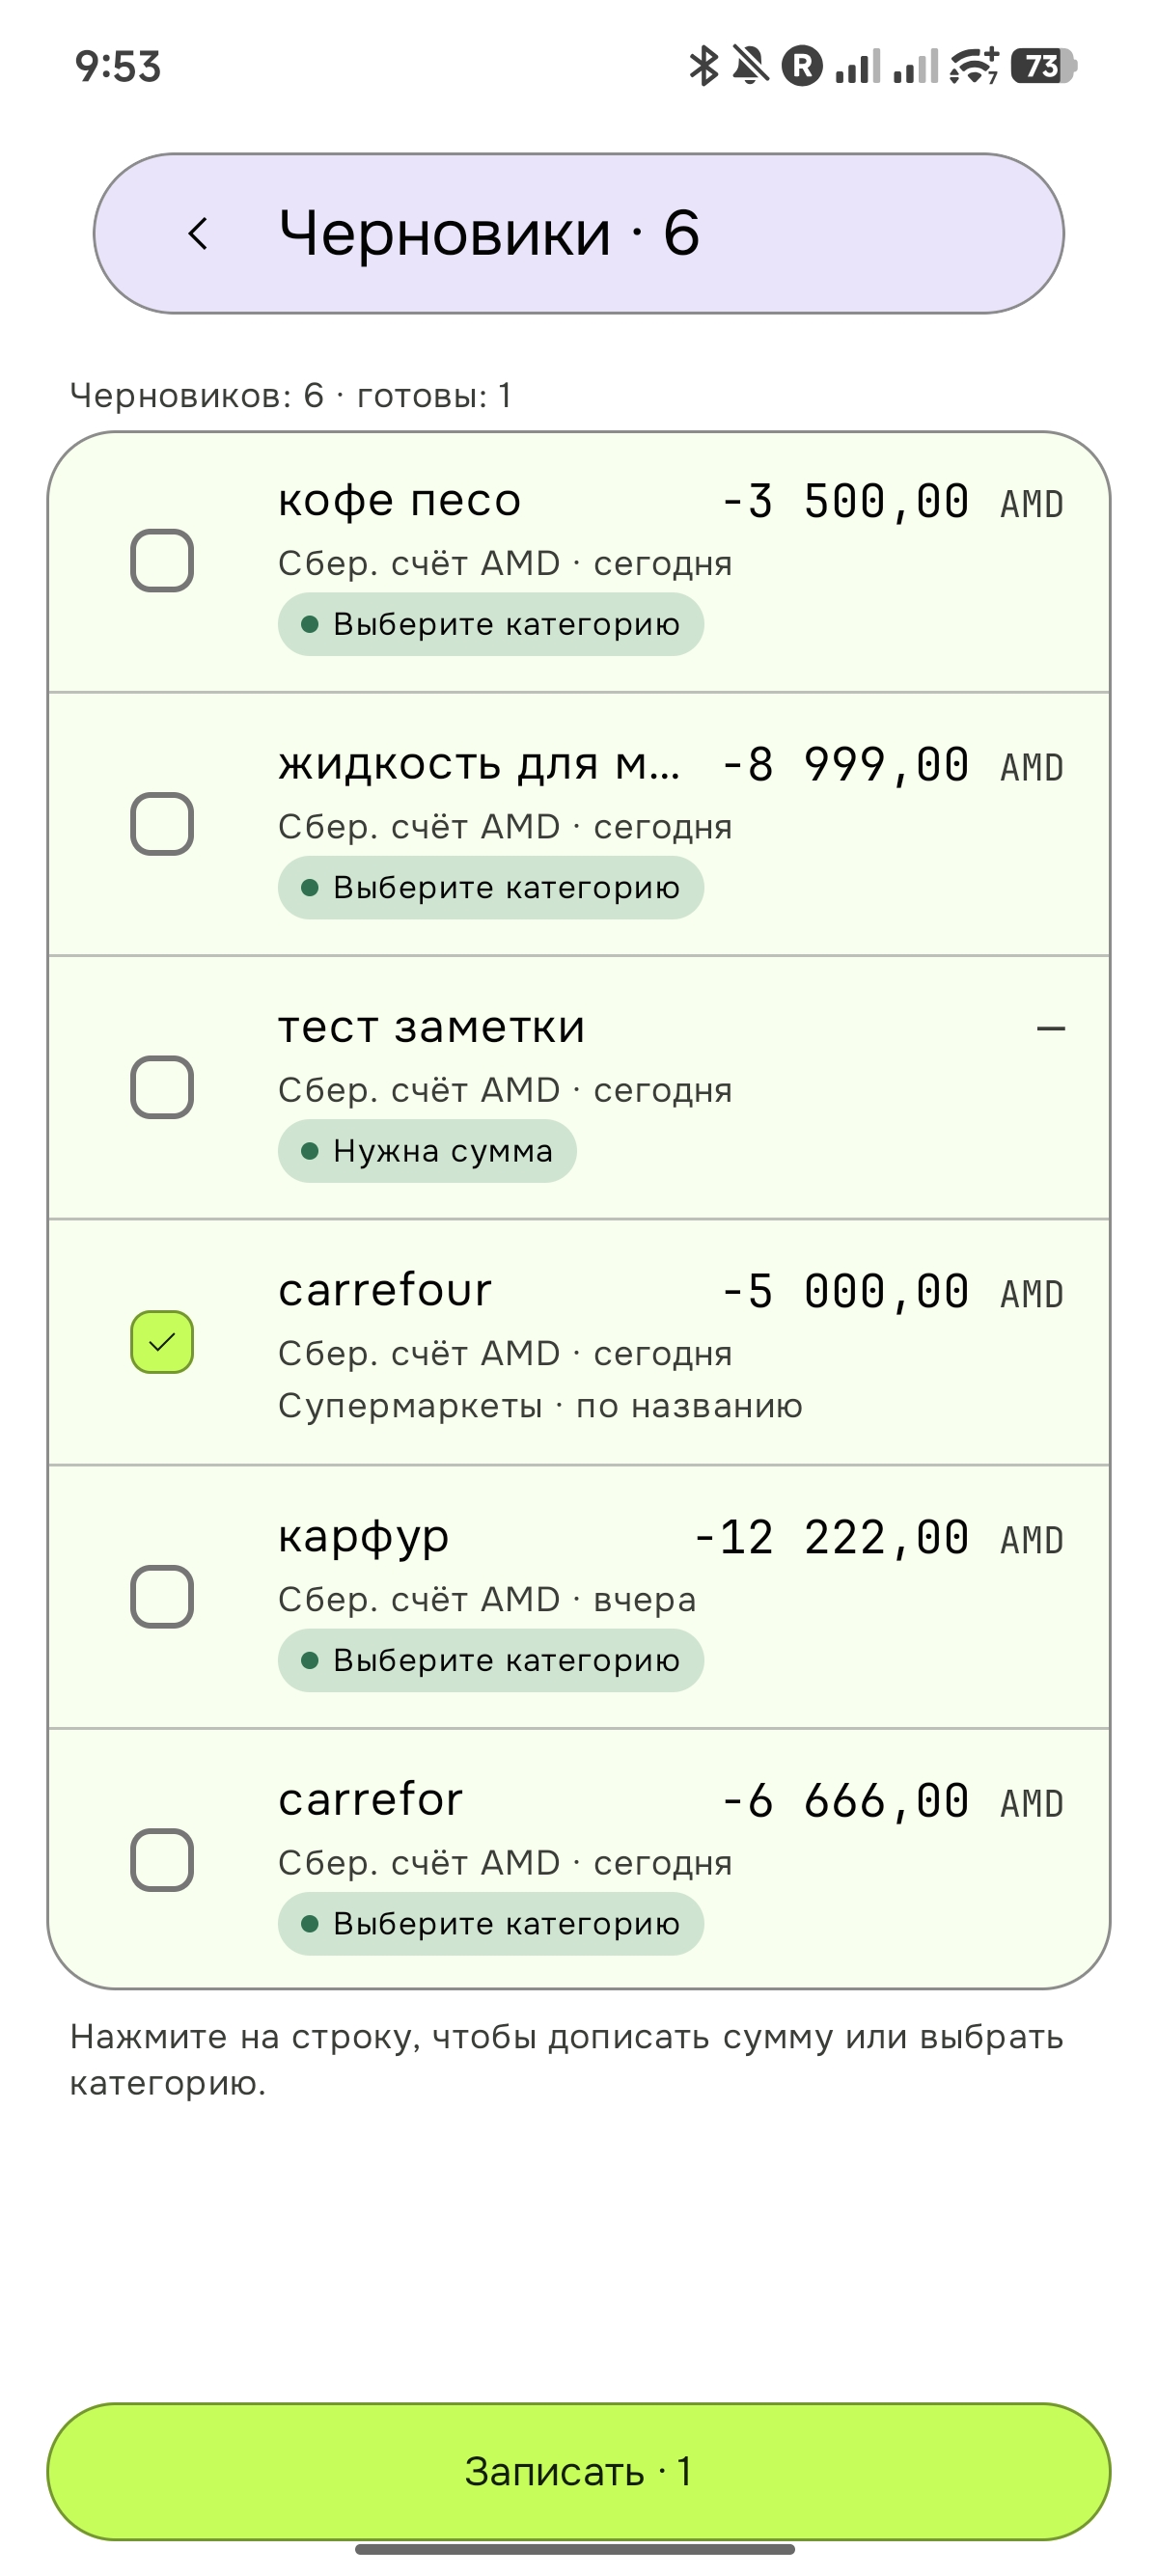 9:53
R
7
73
Черновики · 6
Черновиков: 6 · готовы: 1
кофе песо -3 500,00 AMD
Сбер. счёт AMD · сегодня
Выберите категорию
жидкость для м... -8 999,00 AMD
Сбер. счёт AMD · сегодня
Выберите категорию
тест заметки —
Сбер. счёт AMD · сегодня
Нужна сумма
carrefour -5 000,00 AMD
Сбер. счёт AMD · сегодня
Супермаркеты · по названию
карфур -12 222,00 AMD
Сбер. счёт AMD · вчера
Выберите категорию
carrefor -6 666,00 AMD
Сбер. счёт AMD · сегодня
Выберите категорию
Нажмите на строку, чтобы дописать сумму или выбрать
категорию.
Записать · 1